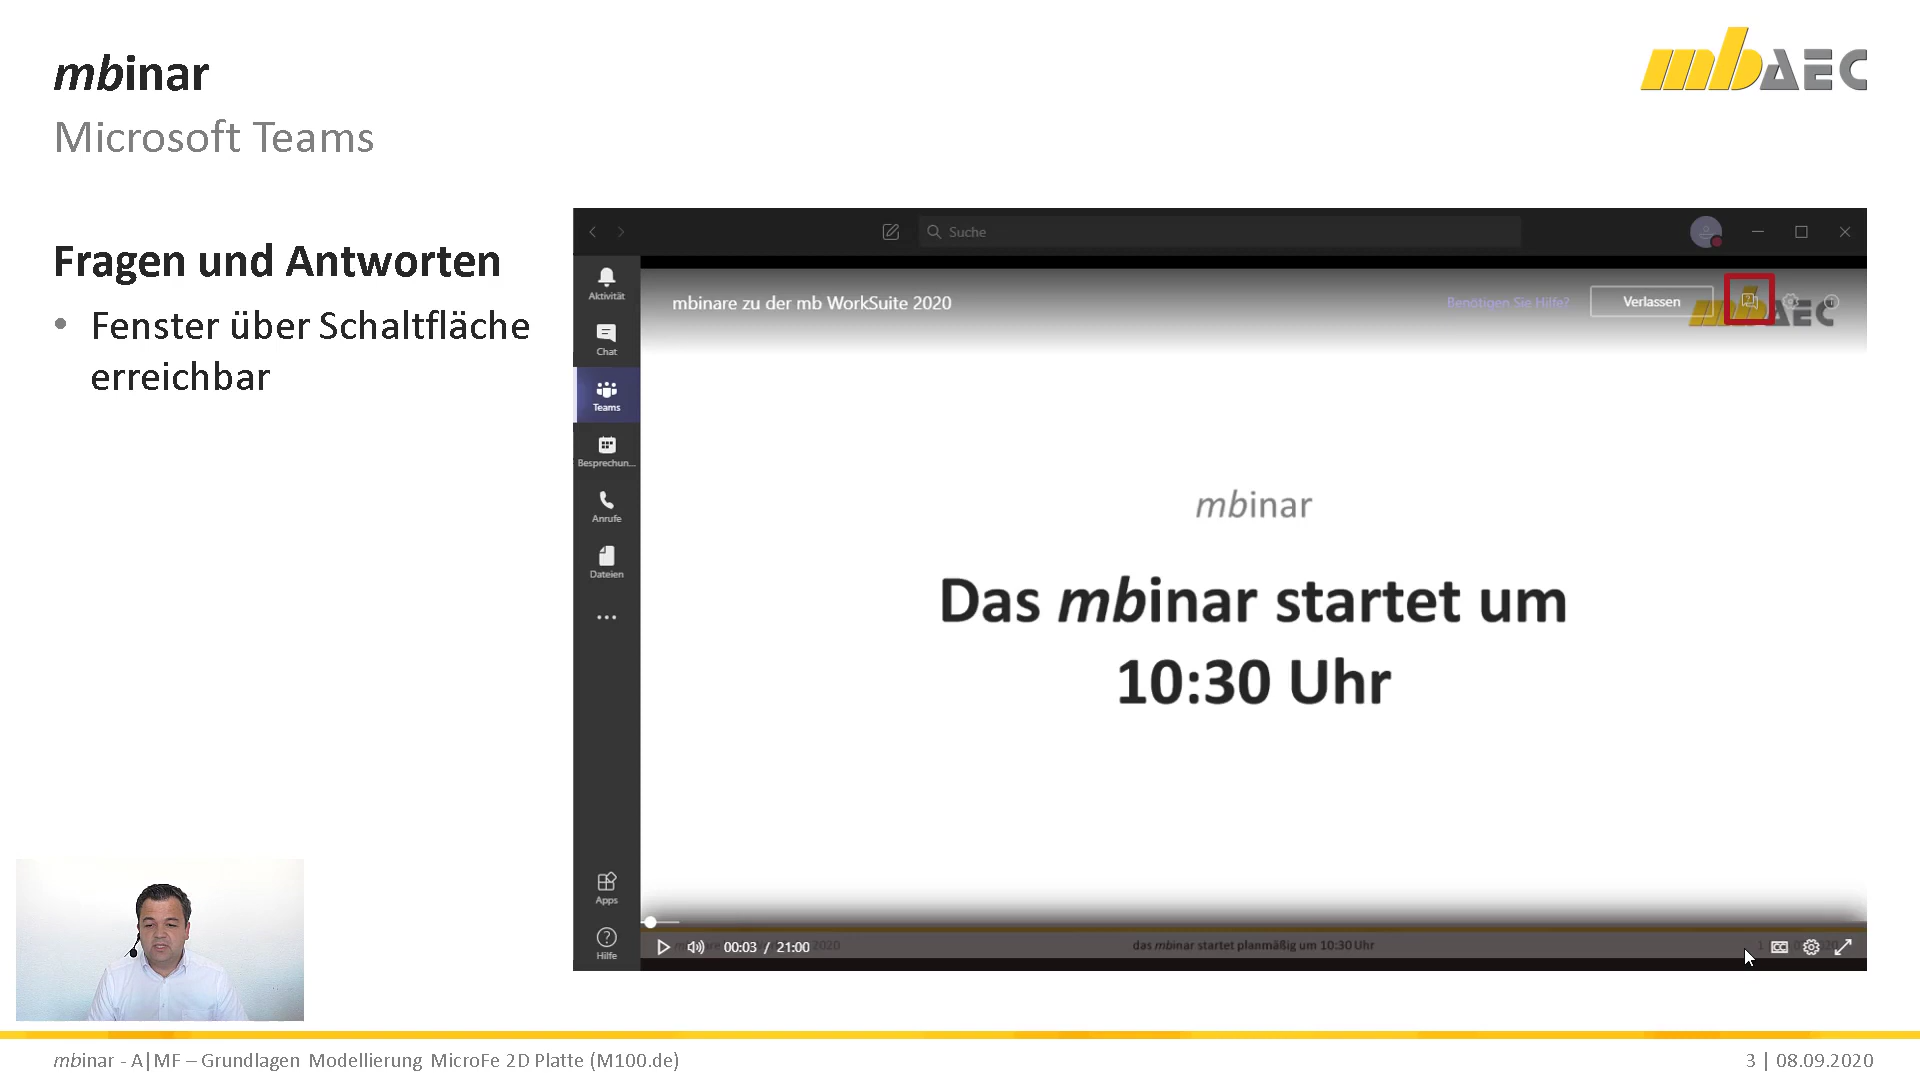 mbinar
Microsoft Teams
mbAEC
Fragen und Antworten
• Fenster über Schaltfläche
erreichbar
Suche
Aktivität
Chat
Teams
Besprechun...
Anrufe
Dateien
Apps
Hilfe
mbinare zu der mb WorkSuite 2020
Benötigen Sie Hilfe?
Verlassen
mbAEC
mbinar
Das mbinar startet um
10:30 Uhr
00:03 / 21:00
2020
das mbinar startet planmäßig um 10:30 Uhr
mbinar - A|MF – Grundlagen Modellierung MicroFe 2D Platte (M100.de)
3 | 08.09.2020